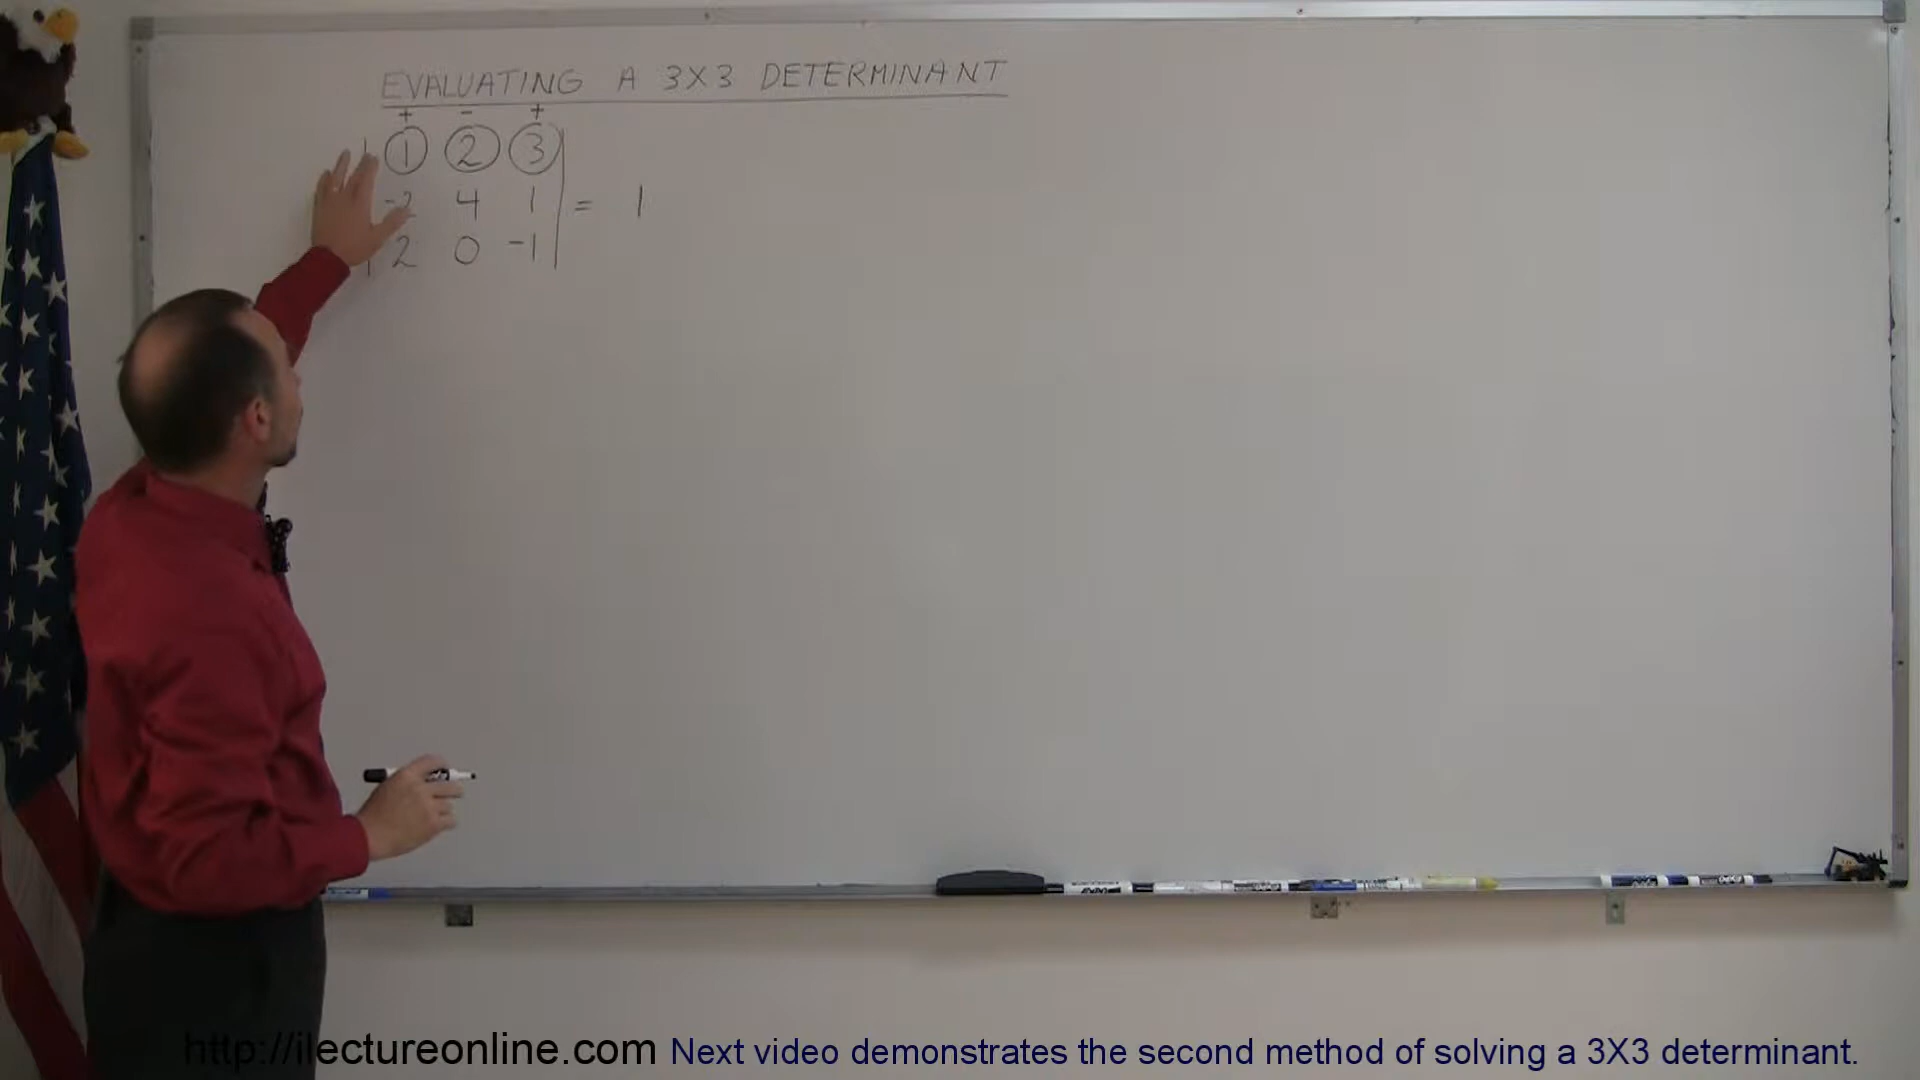 EVALUATING A 3X3 DETERMINANT
+ - +
1 2 3
-2 4 1 = 1
2 0 -1
http://ilectureonline.com Next video demonstrates the second method of solving a 3X3 determinant.